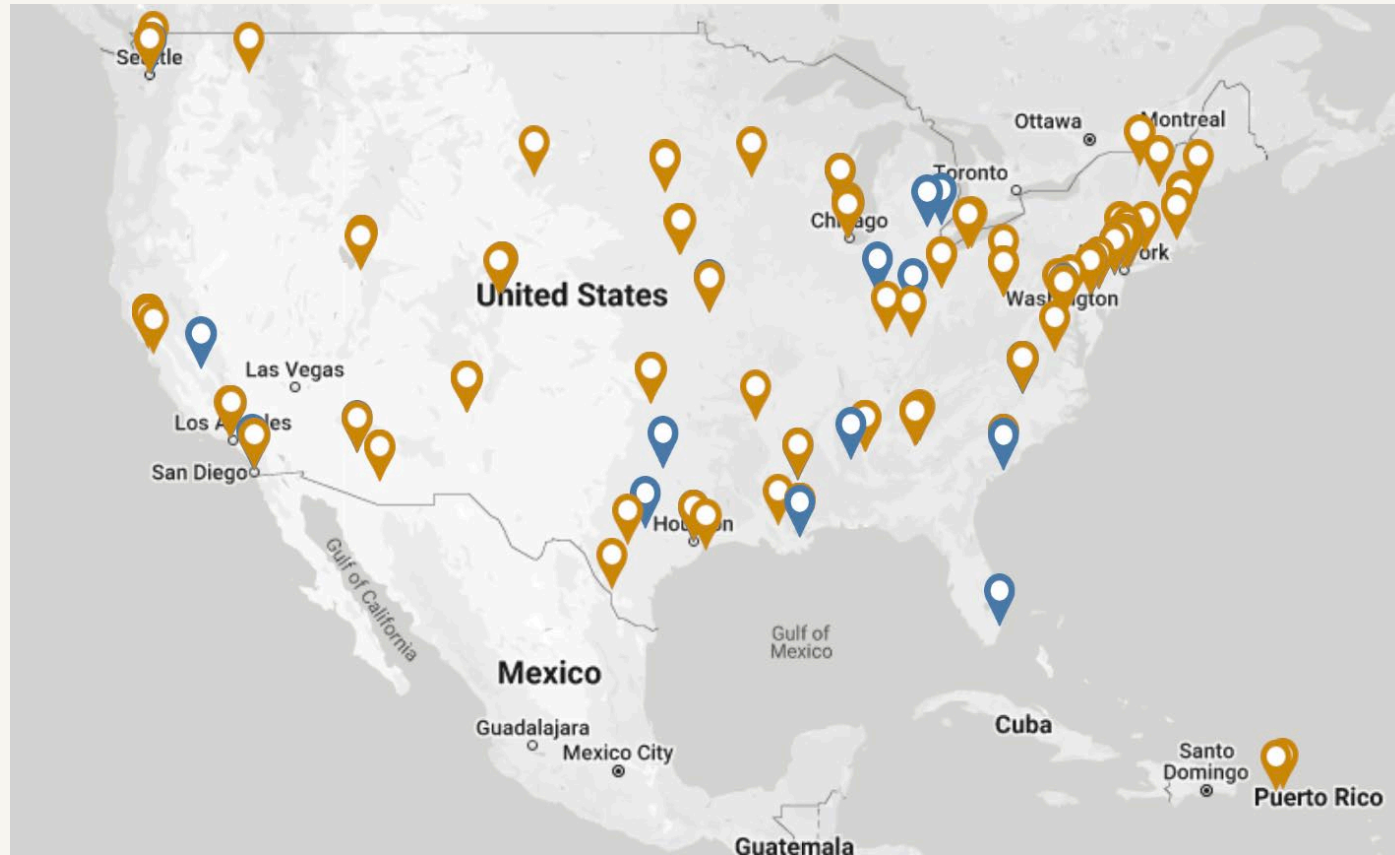 Seattle
Ottawa
Montreal
Toronto
Chicago
York
United States
Washington
Las Vegas
Los Angeles
San Diego
Houston
Gulf of California
Gulf of
Mexico
Mexico
Guadalajara
Mexico City
Cuba
Santo
Domingo
Puerto Rico
Guatemala